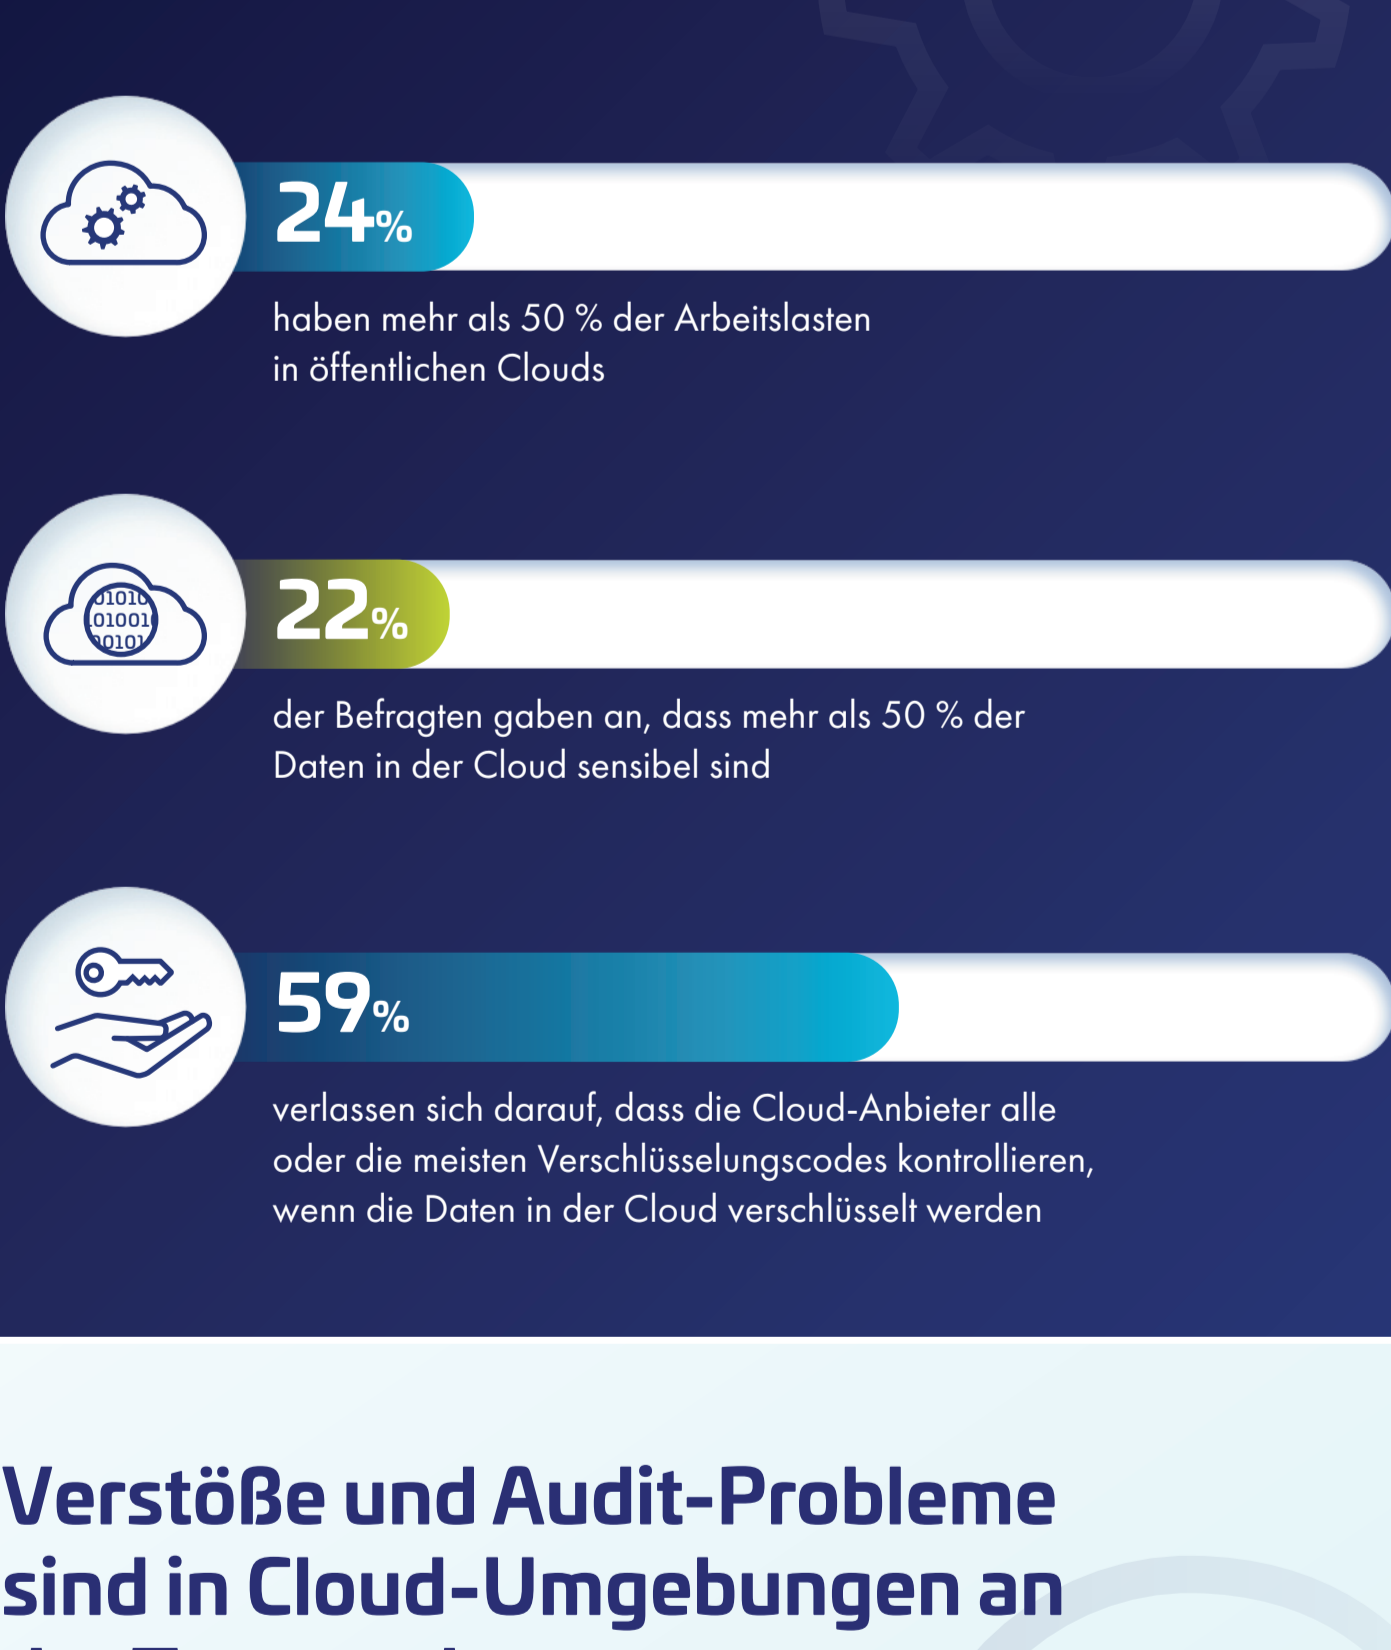 24%
haben mehr als 50 % der Arbeitslasten
in öffentlichen Clouds
01010
010010
00101
22%
der Befragten gaben an, dass mehr als 50 % der
Daten in der Cloud sensibel sind
59%
verlassen sich darauf, dass die Cloud-Anbieter alle
oder die meisten Verschlüsselungscodes kontrollieren,
wenn die Daten in der Cloud verschlüsselt werden
Verstöße und Audit-Probleme
sind in Cloud-Umgebungen an